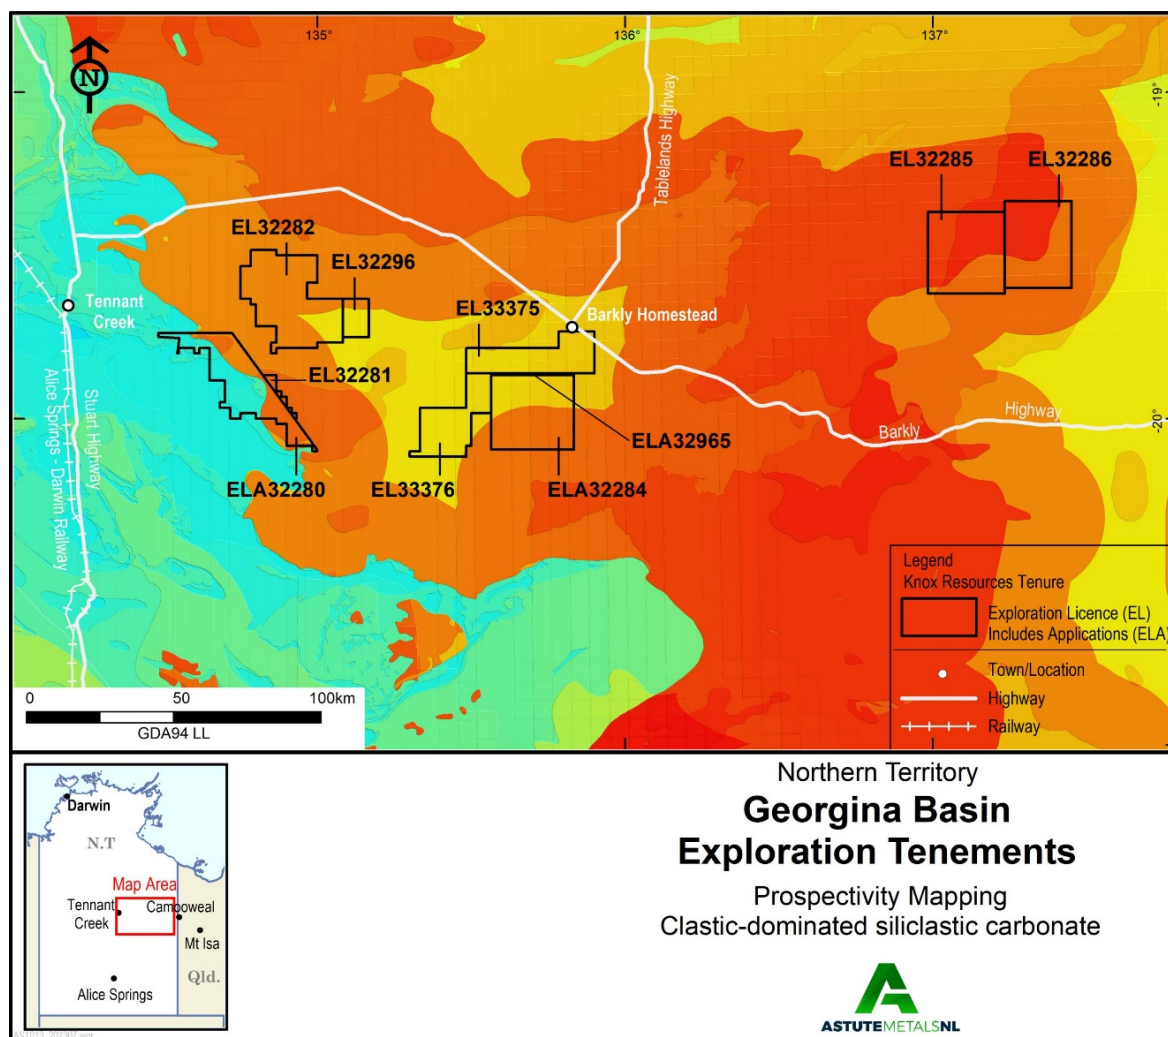 135°
136°
137°
-19°
N
Tablelands Highway
EL32285
EL32286
EL32282
EL32296
EL33375
Tennant
Creek
Barkly Homestead
EL32281
Stuart Highway
Alice Springs - Darwin Railway
-20°
Highway
Barkly
ELA32965
ELA32280
EL33376
ELA32284
Legend
Knox Resources Tenure
Exploration Licence (EL)
Includes Applications (ELA)
Town/Location
Highway
Railway
0 50 100km
GDA94 LL
Darwin
N.T
Map Area
Tennant
Creek
Camooweal
Mt Isa
Qld.
Alice Springs
Northern Territory
Georgina Basin
Exploration Tenements
Prospectivity Mapping
Clastic-dominated siliclastic carbonate
ASTUTEMETALSNL